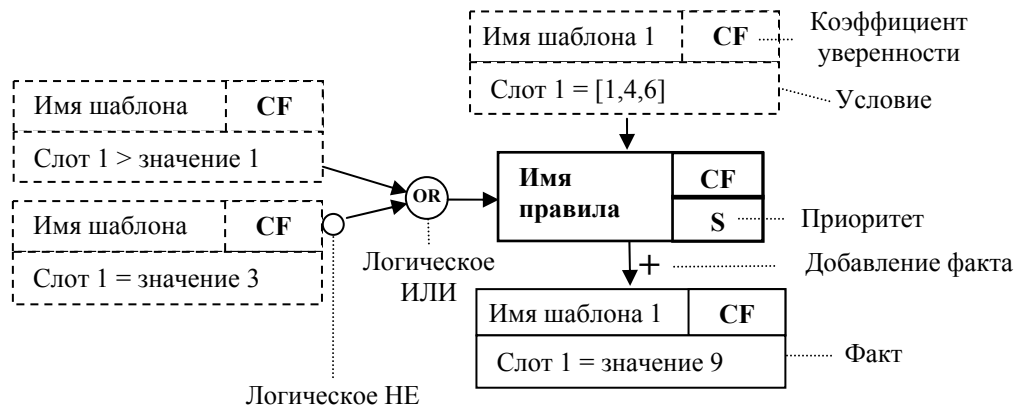 Имя шаблона 1
CF
Коэффициент
уверенности
Слот 1 = [1,4,6]
Условие
Имя шаблона
CF
Слот 1 > значение 1
Имя шаблона
CF
Слот 1 = значение 3
OR
Логическое
ИЛИ
Логическое НЕ
Имя
правила
CF
S
Приоритет
+
Добавление факта
Имя шаблона 1
CF
Слот 1 = значение 9
Факт